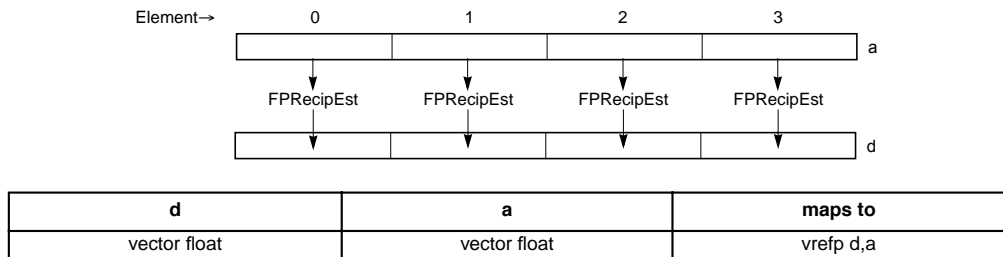 Element→ 0 1 2 3
a
FPRecipEst FPRecipEst FPRecipEst FPRecipEst
d
d a maps to
vector float vector float vrefp d,a